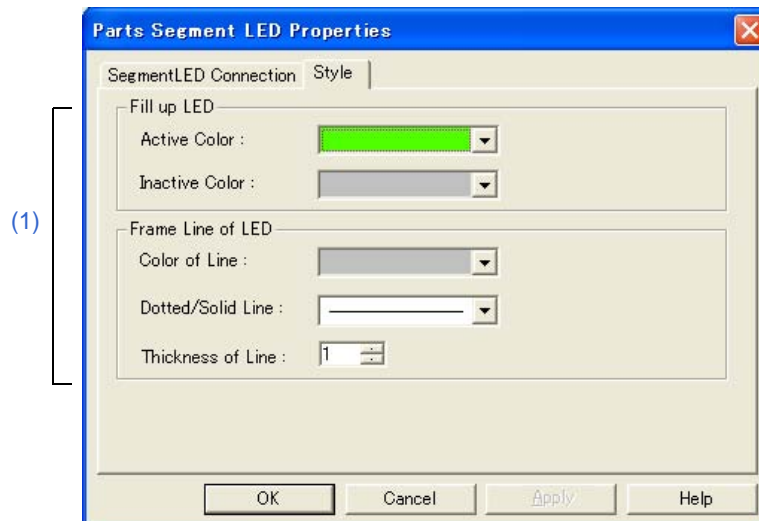 Parts Segment LED Properties
SegmentLED Connection Style
Fill up LED
Active Color :
Inactive Color :
(1)
Frame Line of LED
Color of Line :
Dotted/Solid Line :
Thickness of Line : 1
OK Cancel Apply Help